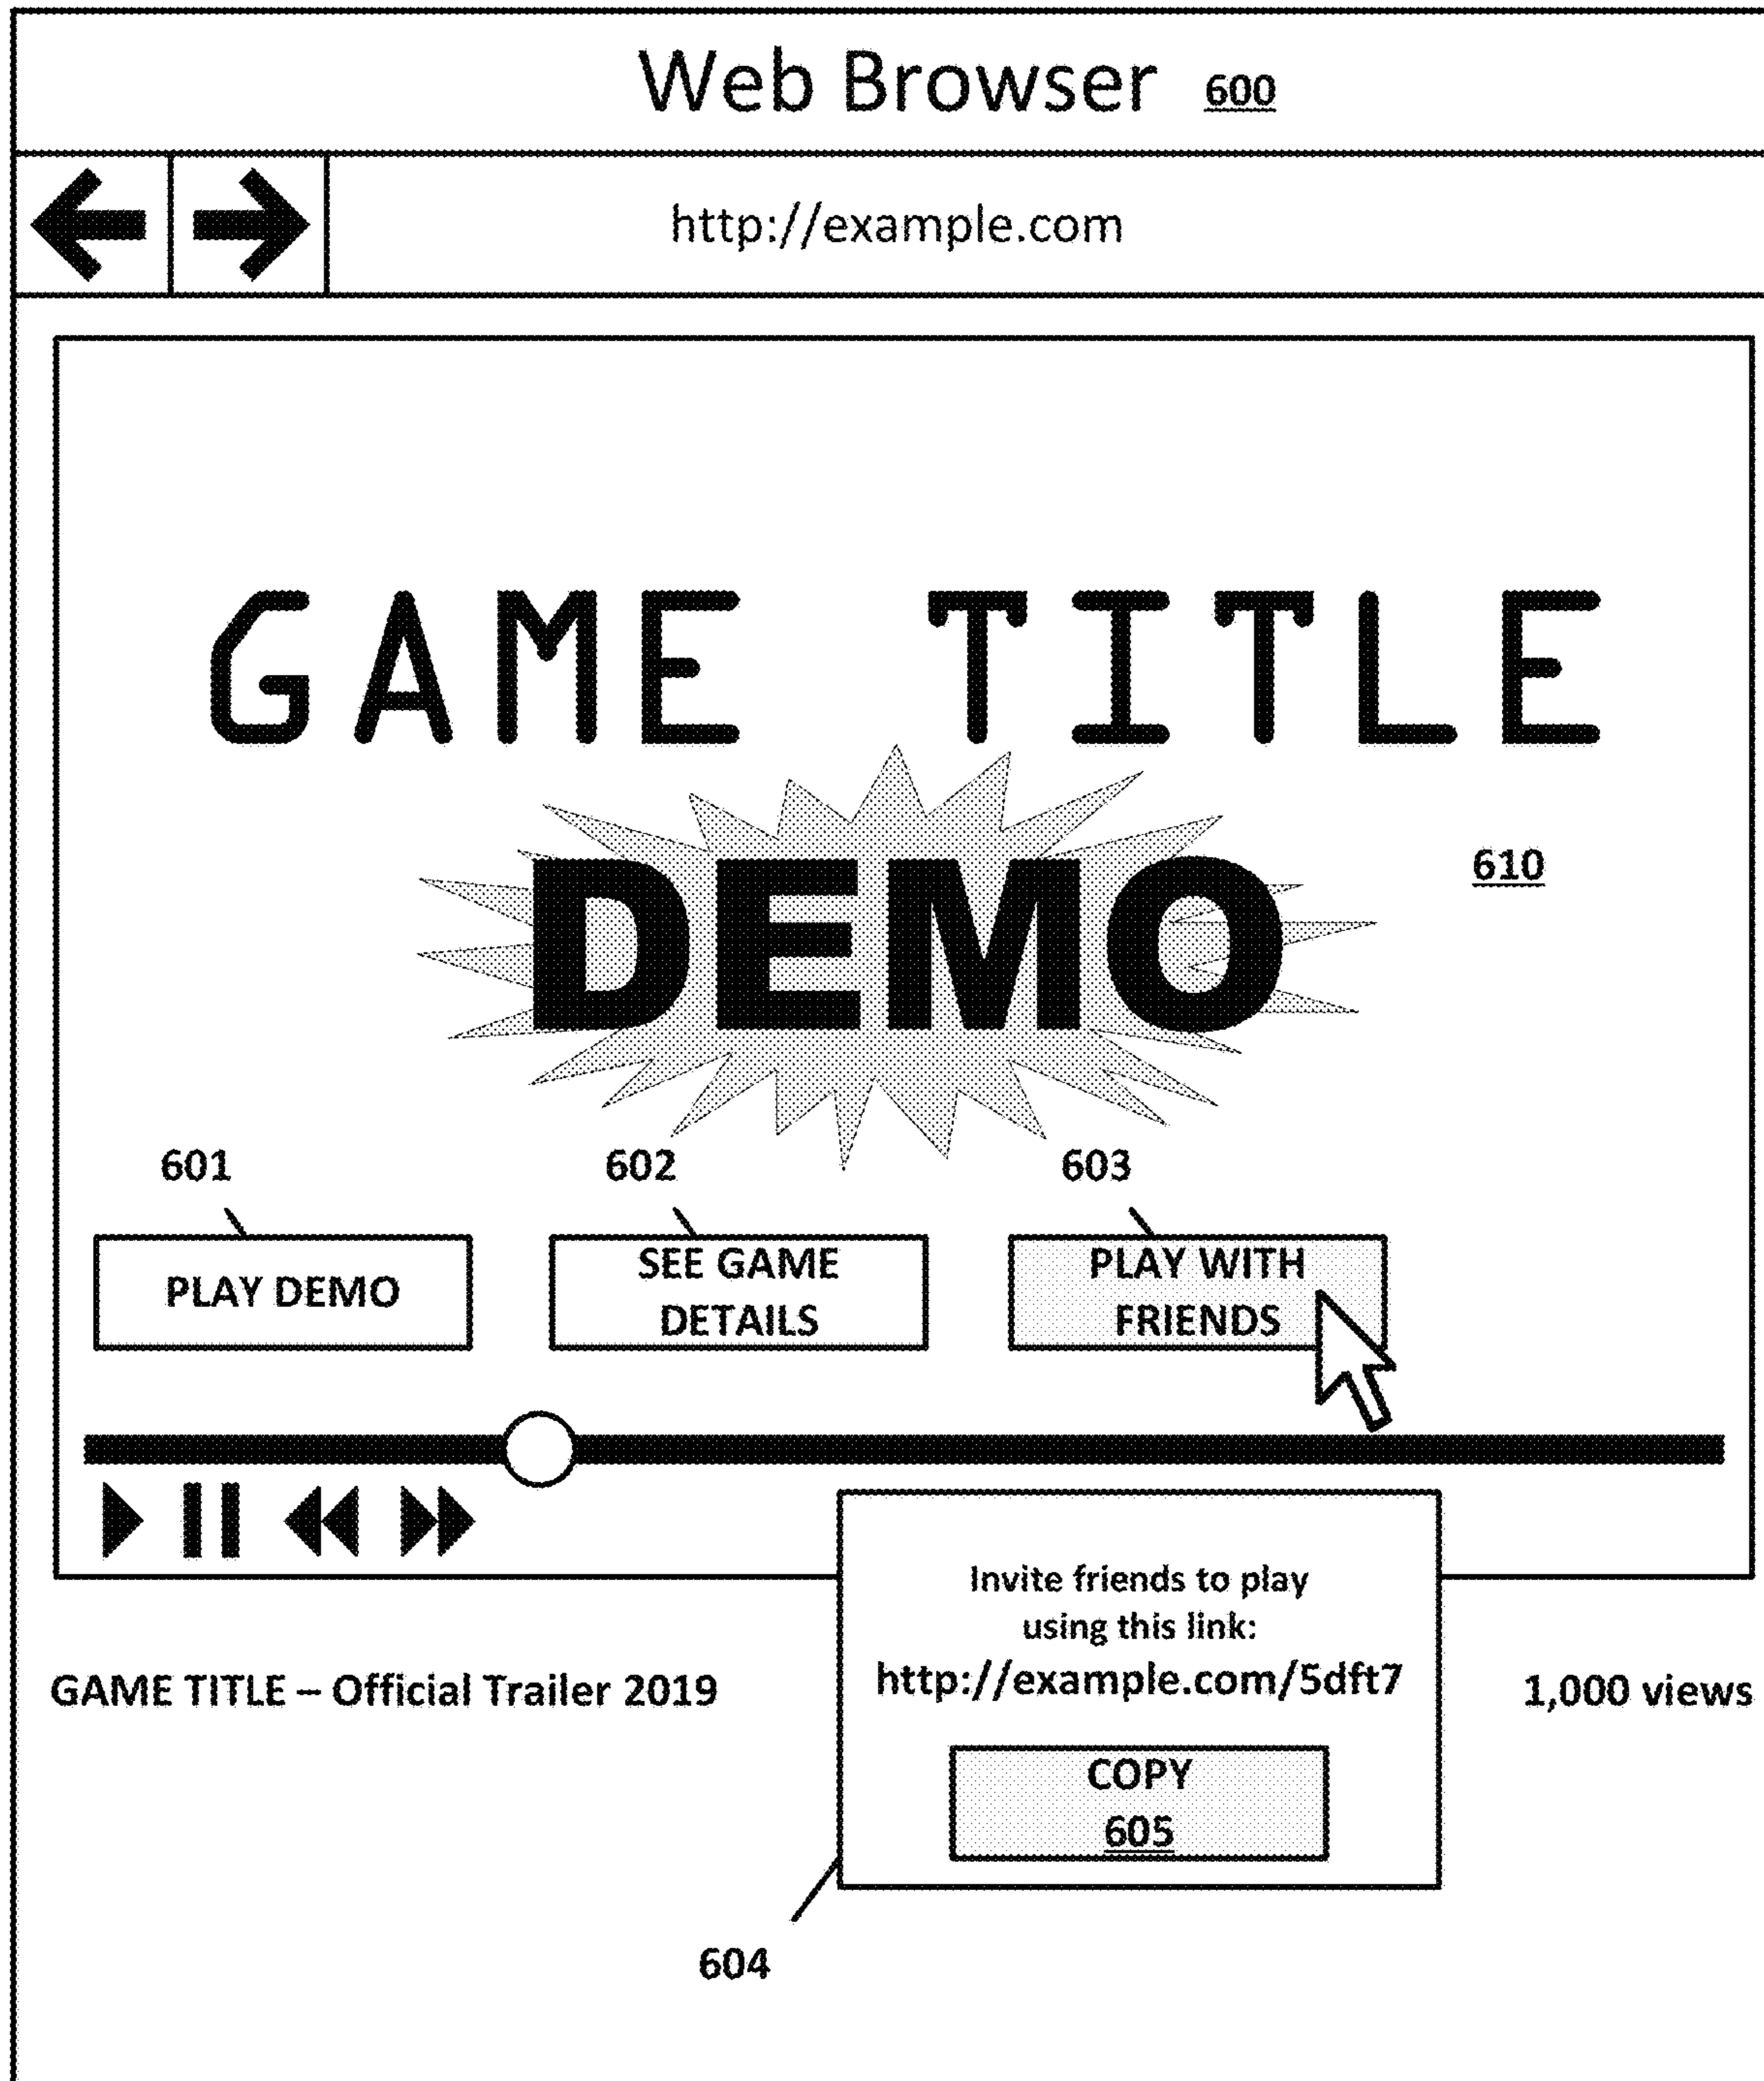 Web Browser 600
http://example.com
GAME TITLE
DEMO
610
601 602 603
PLAY DEMO
SEE GAME
DETAILS
PLAY WITH
FRIENDS
Invite friends to play
using this link:
http://example.com/5dft7
GAME TITLE – Official Trailer 2019
1,000 views
COPY
605
604